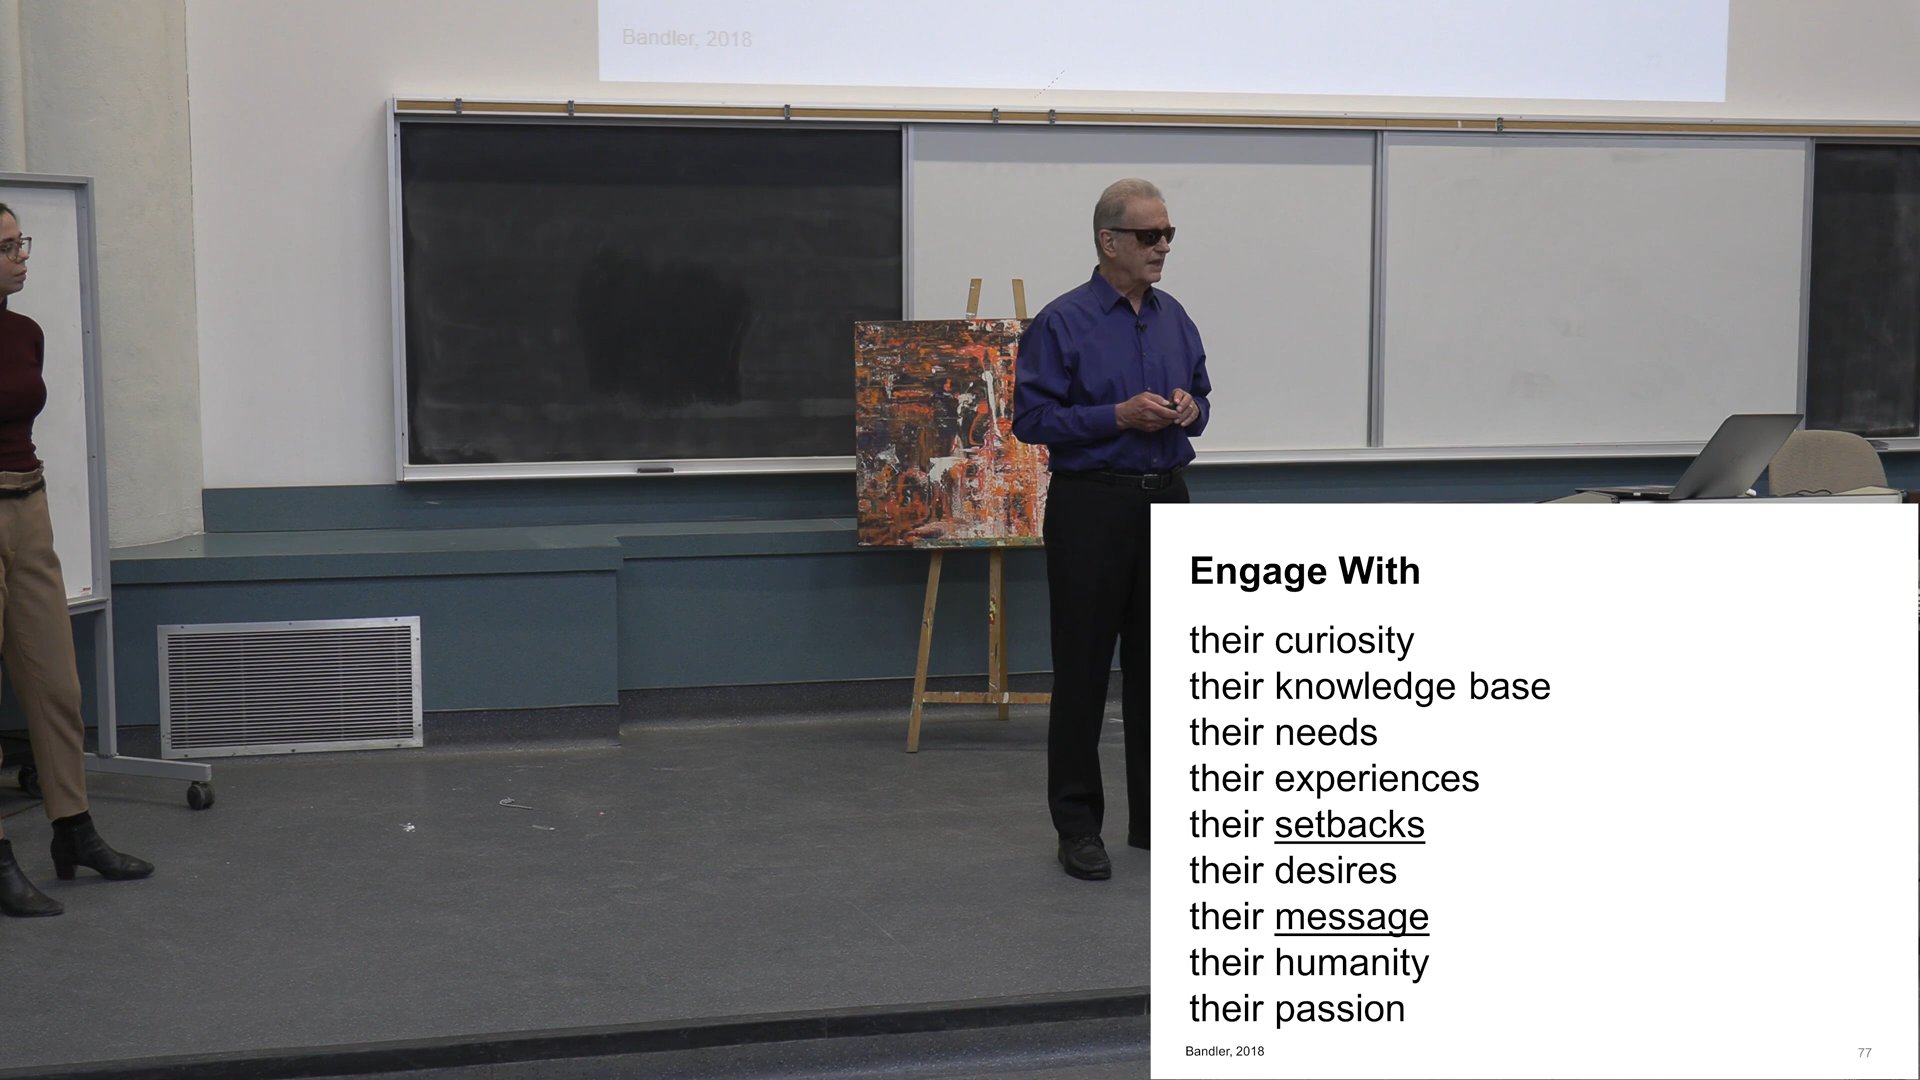 Bandler, 2018
Engage With
their curiosity
their knowledge base
their needs
their experiences
their setbacks
their desires
their message
their humanity
their passion
Bandler, 2018
77